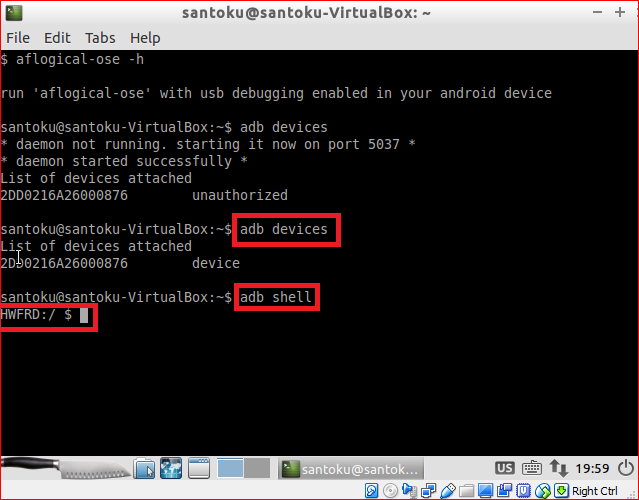 santoku@santoku-VirtualBox: ~
File Edit Tabs Help
$ aflogical-ose -h
run 'aflogical-ose' with usb debugging enabled in your android device
santoku@santoku-VirtualBox:~$ adb devices
* daemon not running. starting it now on port 5037 *
* daemon started successfully *
List of devices attached
2DD0216A26000876 unauthorized
santoku@santoku-VirtualBox:~$ adb devices
List of devices attached
2DD0216A26000876 device
santoku@santoku-VirtualBox:~$ adb shell
HWFRD:/ $
santoku@santok...
US
19:59
Right Ctrl